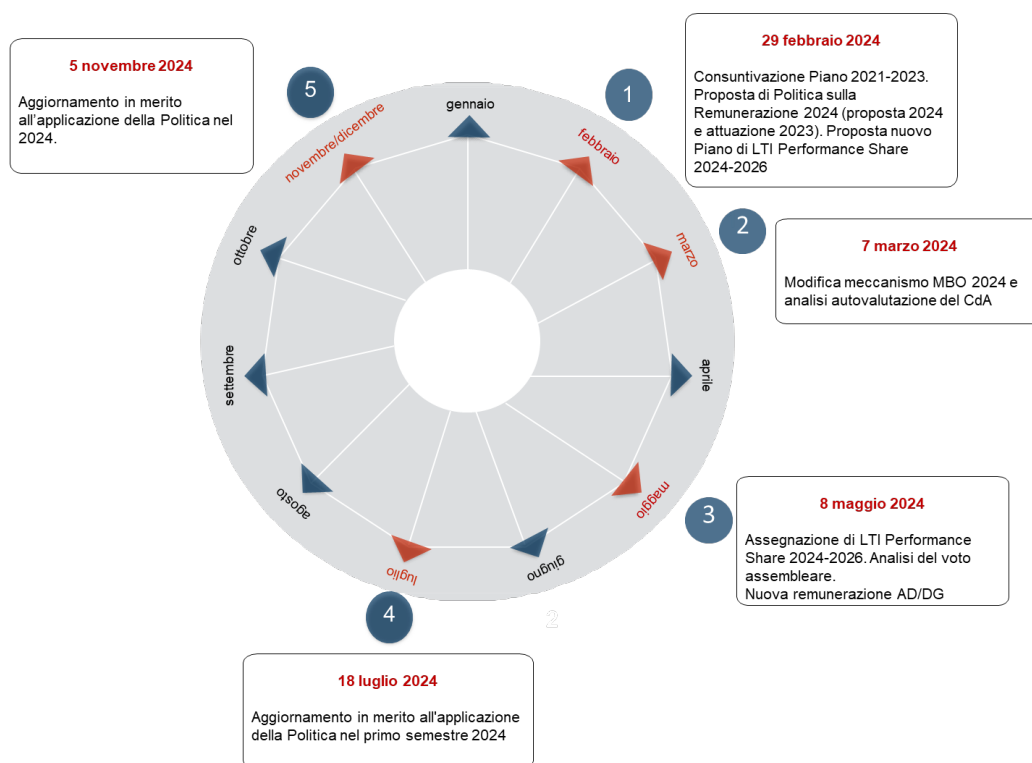 5 novembre 2024
Aggiornamento in merito
all'applicazione della Politica nel
2024.
5
gennaio
1
29 febbraio 2024
Consuntivazione Piano 2021-2023.
Proposta di Politica sulla
Remunerazione 2024 (proposta 2024
e attuazione 2023). Proposta nuovo
Piano di LTI Performance Share
2024-2026
novembre/dicembre
febbraio
2
7 marzo 2024
Modifica meccanismo MBO 2024 e
analisi autovalutazione del CdA
ottobre
marzo
settembre
aprile
agosto
maggio
3
8 maggio 2024
Assegnazione di LTI Performance
Share 2024-2026. Analisi del voto
assembleare.
Nuova remunerazione AD/DG
luglio
giugno
4
2
18 luglio 2024
Aggiornamento in merito all'applicazione
della Politica nel primo semestre 2024